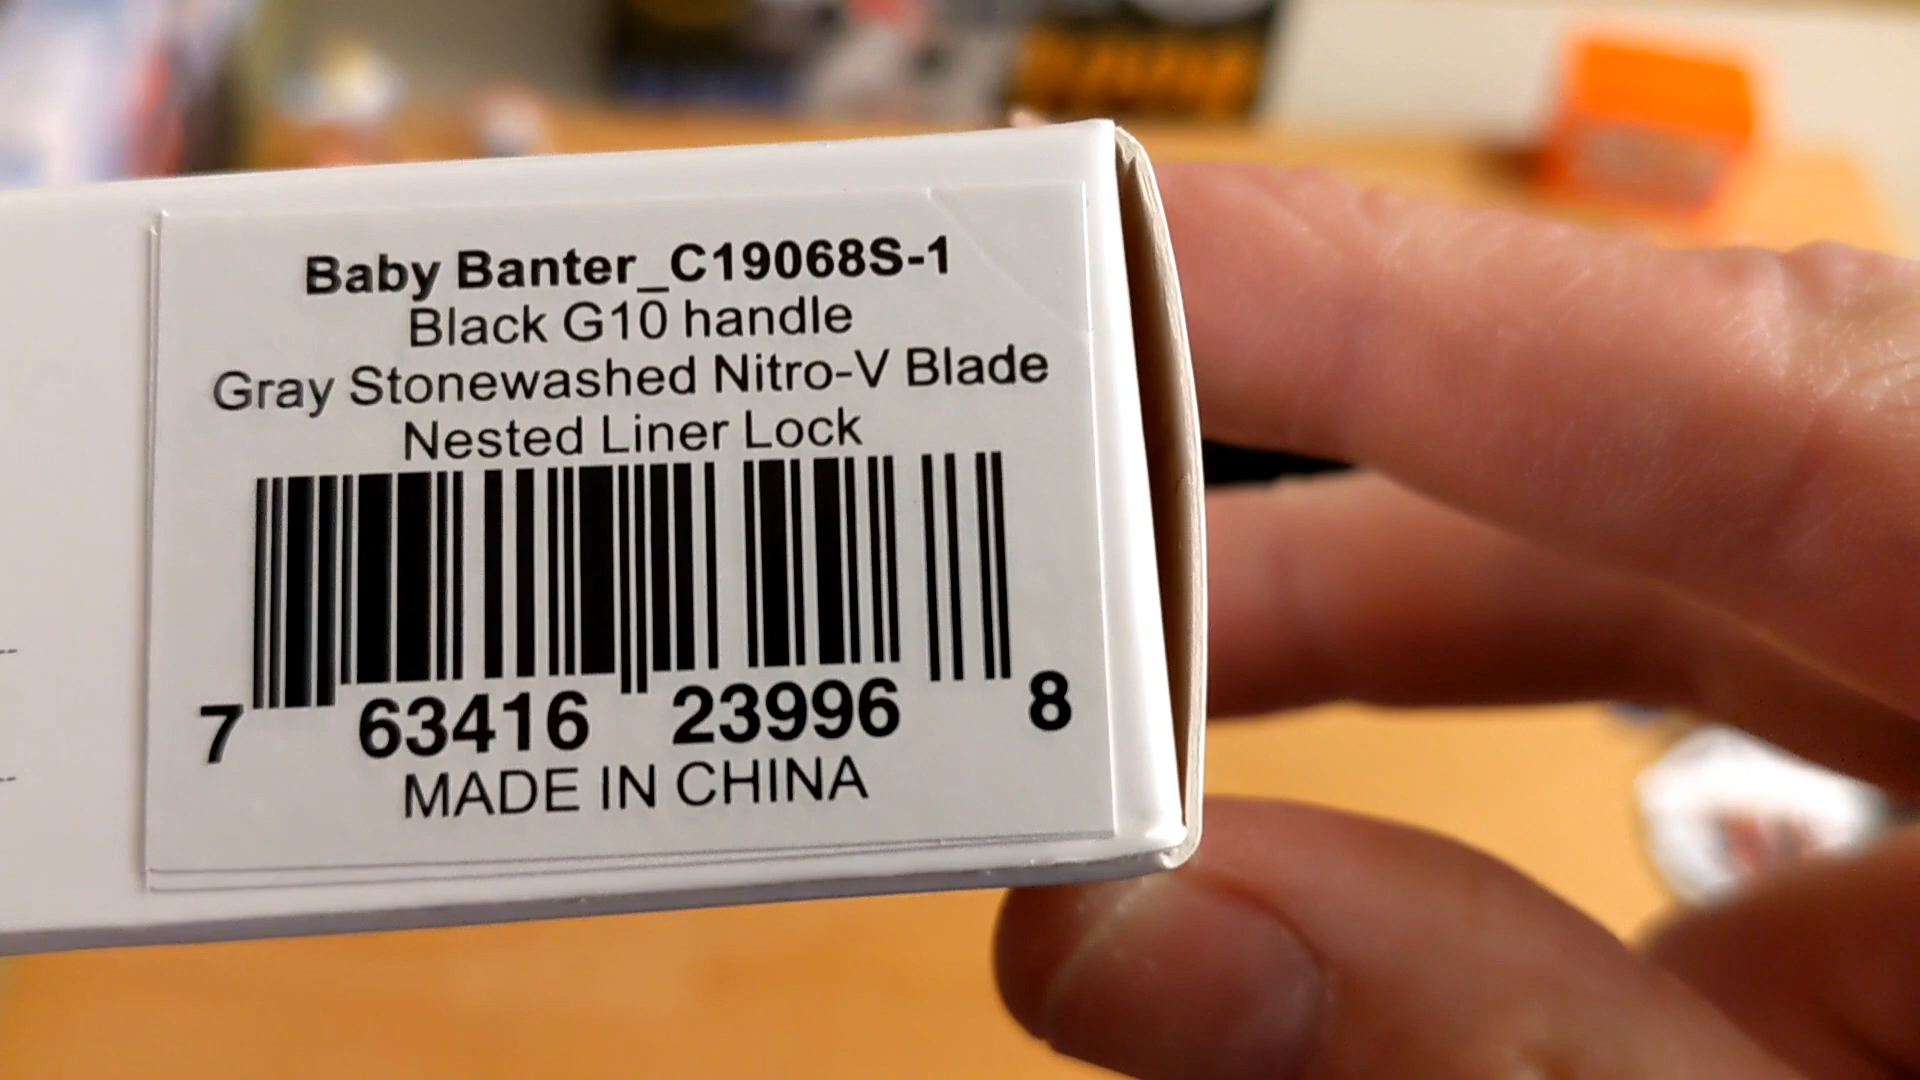 Baby Banter_C19068S-1
Black G10 handle
Gray Stonewashed Nitro-V Blade
Nested Liner Lock
7 63416 23996 8
MADE IN CHINA